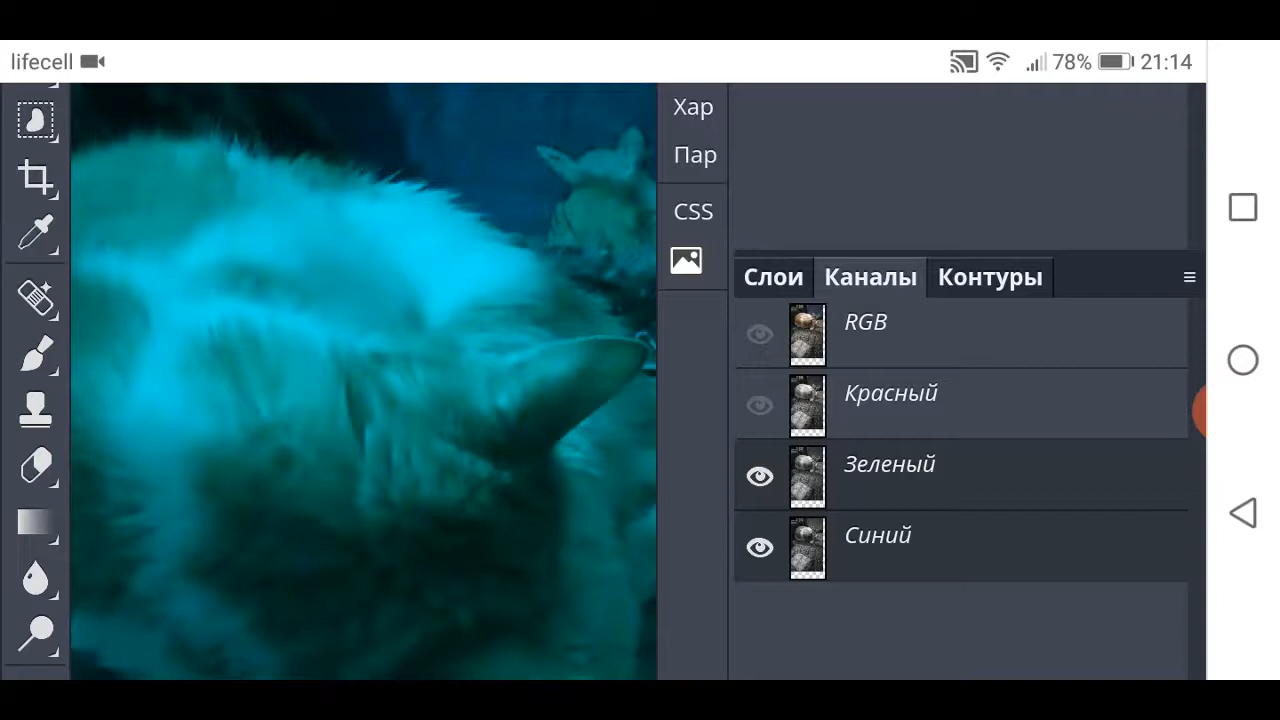 lifecell
78%
21:14
Хар
Пар
CSS
Слои
Каналы
Контуры
RGB
Красный
Зеленый
Синий